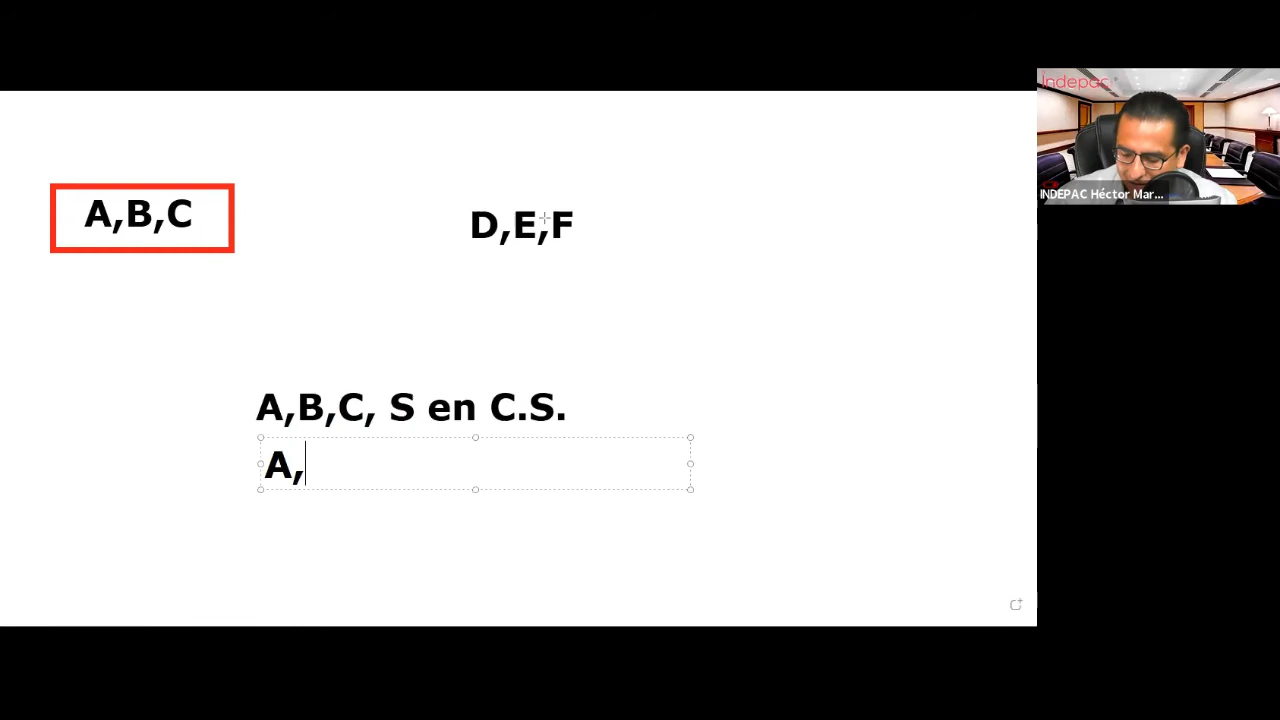 Indepac
INDEPAC Héctor Mar...
A,B,C
D,E,F
A,B,C, S en C.S.
A,